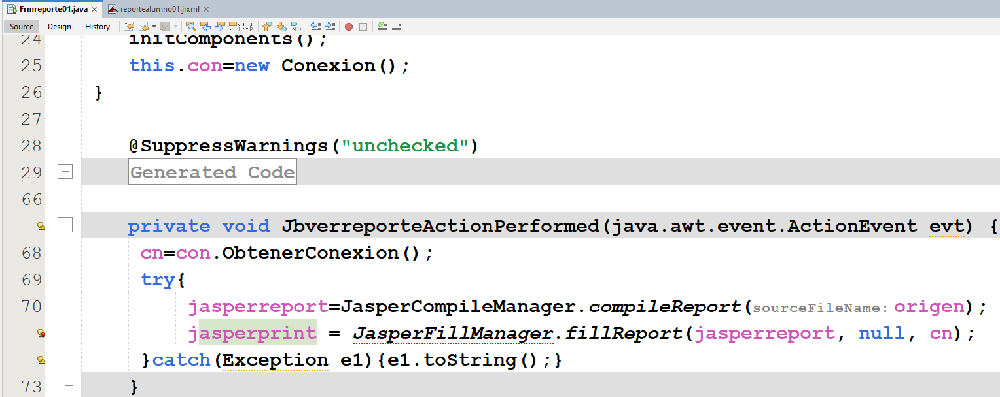 Frmreporte01.java × reportealumno01.jrxml ×
Source Design History
24 initComponents();
25 this.con=new Conexion();
26 }
27
28 @SuppressWarnings("unchecked")
29 Generated Code
66
private void JbverreporteActionPerformed(java.awt.event.ActionEvent evt) {
68 cn=con.ObtenerConexion();
69 try{
70 jasperreport=JasperCompileManager.compileReport(sourceFileName: origen);
jasperprint = JasperFillManager.fillReport(jasperreport, null, cn);
}catch(Exception e1){e1.toString();}
73 }